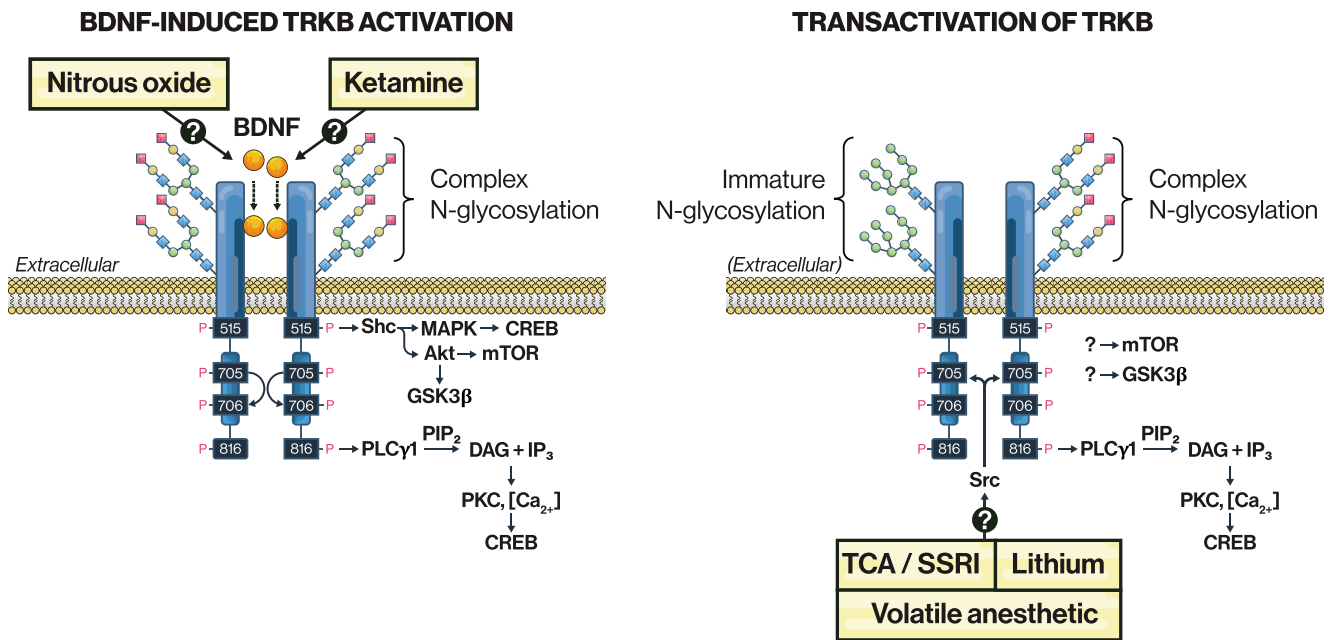 BDNF-INDUCED TRKB ACTIVATION
Nitrous oxide
Ketamine
?
BDNF
?
Complex
N-glycosylation
Extracellular
P 515 515 P Shc MAPK CREB
Akt mTOR
P 705 705 P
GSK3β
P 706 706 P
P 816 816 P PLCγ1 PIP₂ DAG + IP₃
PKC, [Ca₂₊]
CREB
TRANSACTIVATION OF TRKB
Immature
N-glycosylation
Complex
N-glycosylation
(Extracellular)
P 515 515 P
? mTOR
P 705 705 P ? GSK3β
P 706 706 P
P 816 816 P PLCγ1 PIP₂ DAG + IP₃
Src
PKC, [Ca₂₊]
?
CREB
TCA / SSRI Lithium
Volatile anesthetic